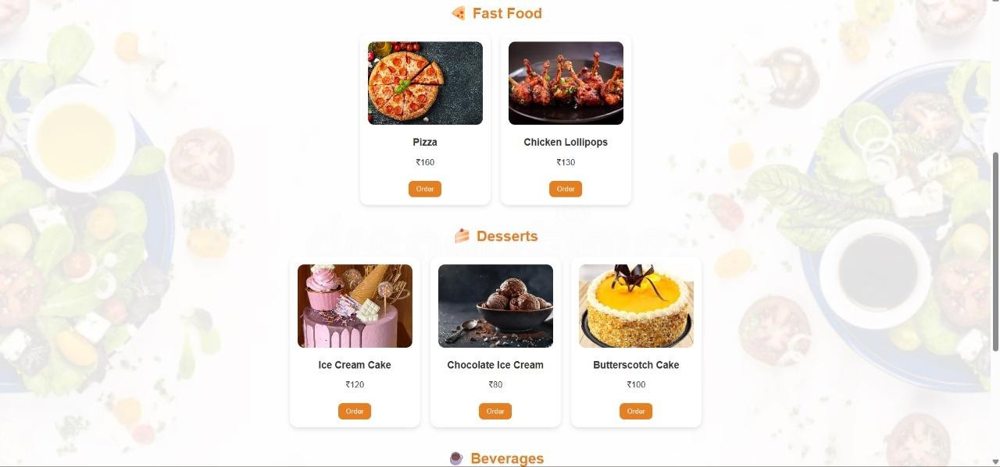 Fast Food
Pizza
₹160
Order
Chicken Lollipops
₹130
Order
Desserts
Ice Cream Cake
₹120
Order
Chocolate Ice Cream
₹80
Order
Butterscotch Cake
₹100
Order
Beverages